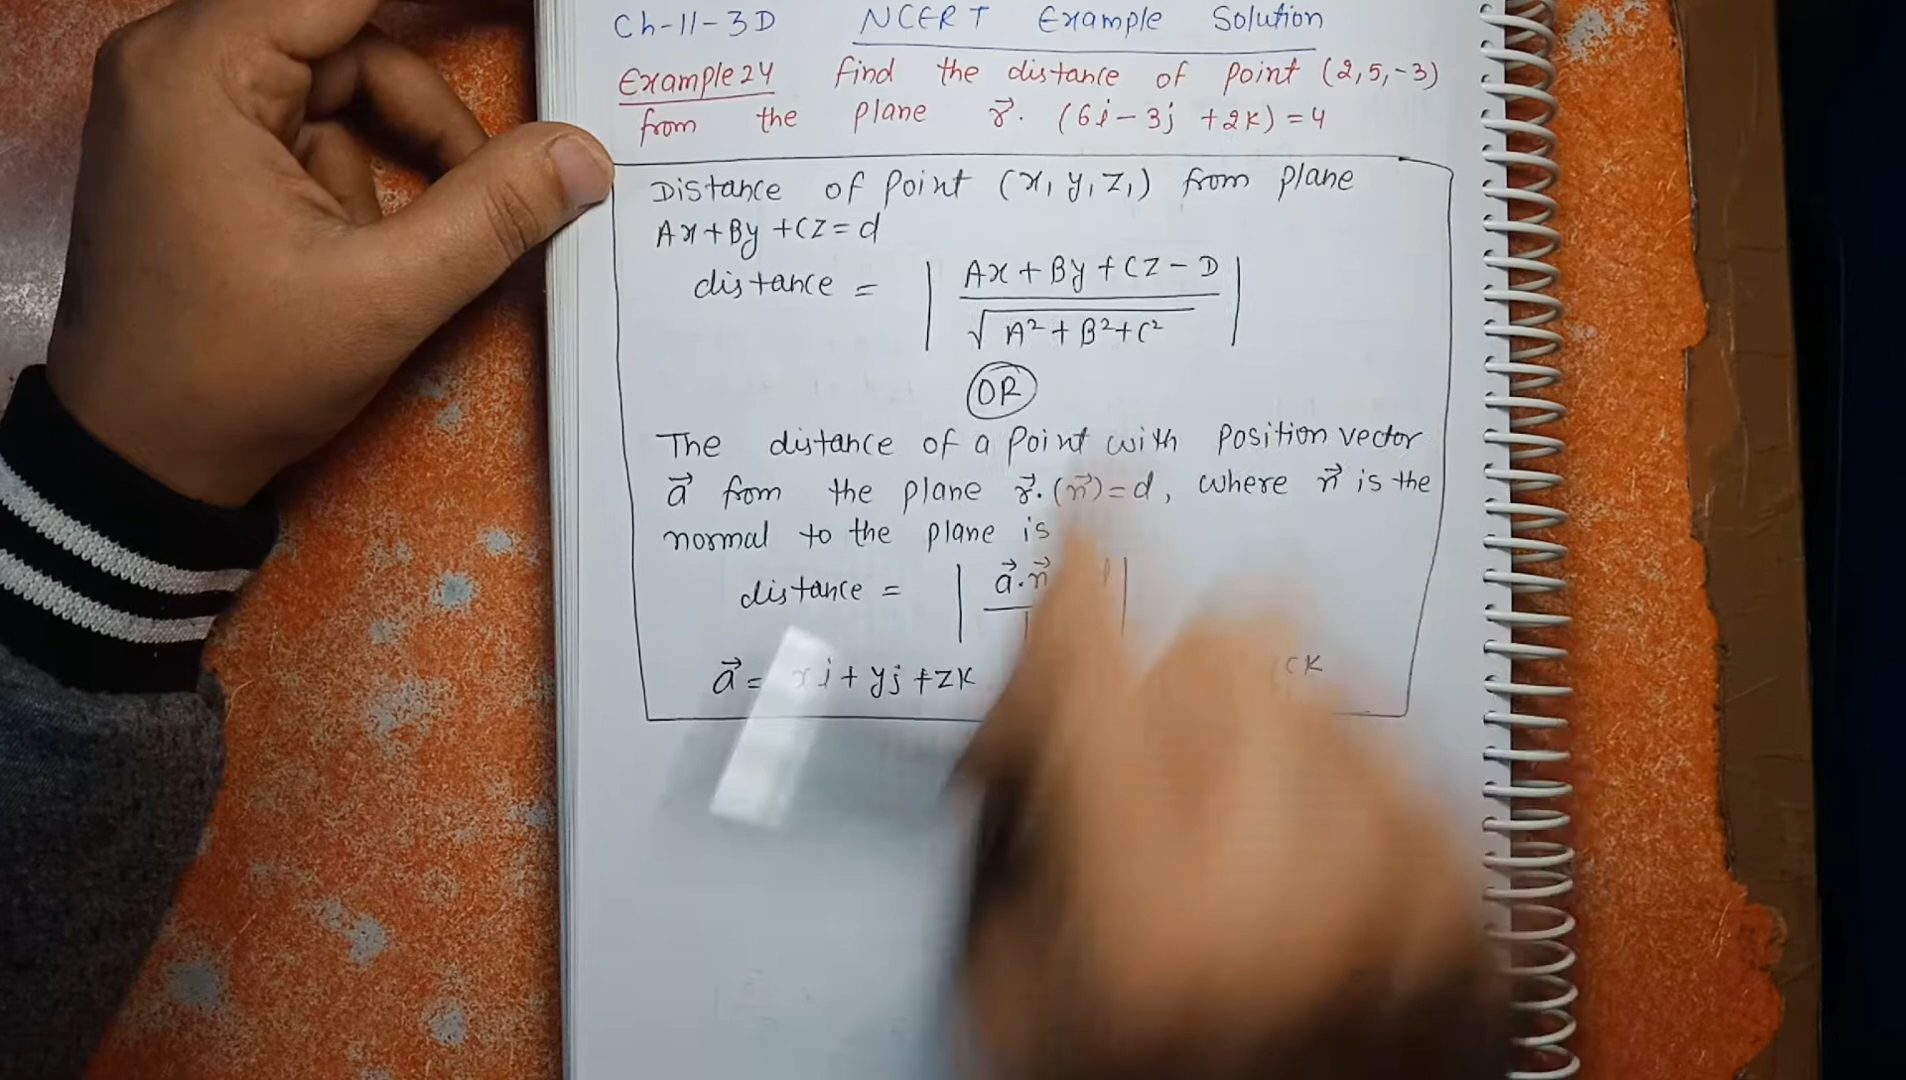 Ch-11-3D NCERT Example Solution
Example 24 find the distance of point (2,5,-3)
from the plane r⃗. (6i - 3j + 2k) = 4
Distance of point (x₁ y₁ z₁) from plane
Ax + By + Cz = d
distance = | Ax + By + Cz - D
√ A² + B² + C² |
OR
The distance of a point with position vector
a⃗ from the plane r⃗.(n⃗) = d, where n⃗ is the
normal to the plane is
distance = | a⃗.n⃗ |
a⃗ = xi + yj + zk ck